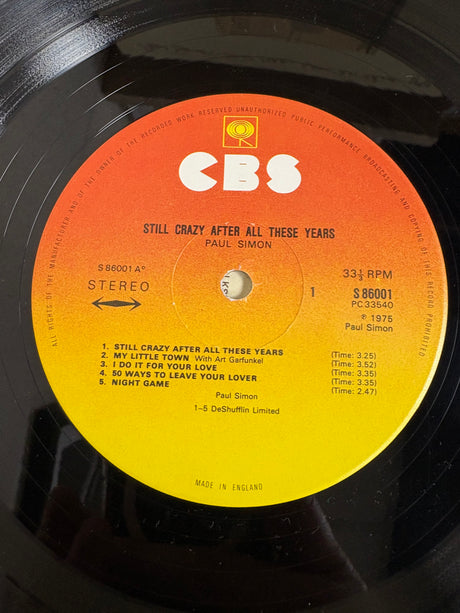 ALL RIGHTS OF THE MANUFACTURER AND OF THE OWNER OF THE RECORDED WORK RESERVED UNAUTHORIZED PUBLIC PERFORMANCE BROADCASTING AND COPYING OF THIS RECORD PROHIBITED
CBS
STILL CRAZY AFTER ALL THESE YEARS
PAUL SIMON
S 86001 Aº
STEREO
33⅓ RPM
1
S 86001
PC 33540
℗ 1975
Paul Simon
1. STILL CRAZY AFTER ALL THESE YEARS (Time: 3.25)
2. MY LITTLE TOWN With Art Garfunkel (Time: 3.52)
3. I DO IT FOR YOUR LOVE (Time: 3.35)
4. 50 WAYS TO LEAVE YOUR LOVER (Time: 3.35)
5. NIGHT GAME (Time: 2.47)
Paul Simon
1–5 DeShufflin Limited
MADE IN ENGLAND